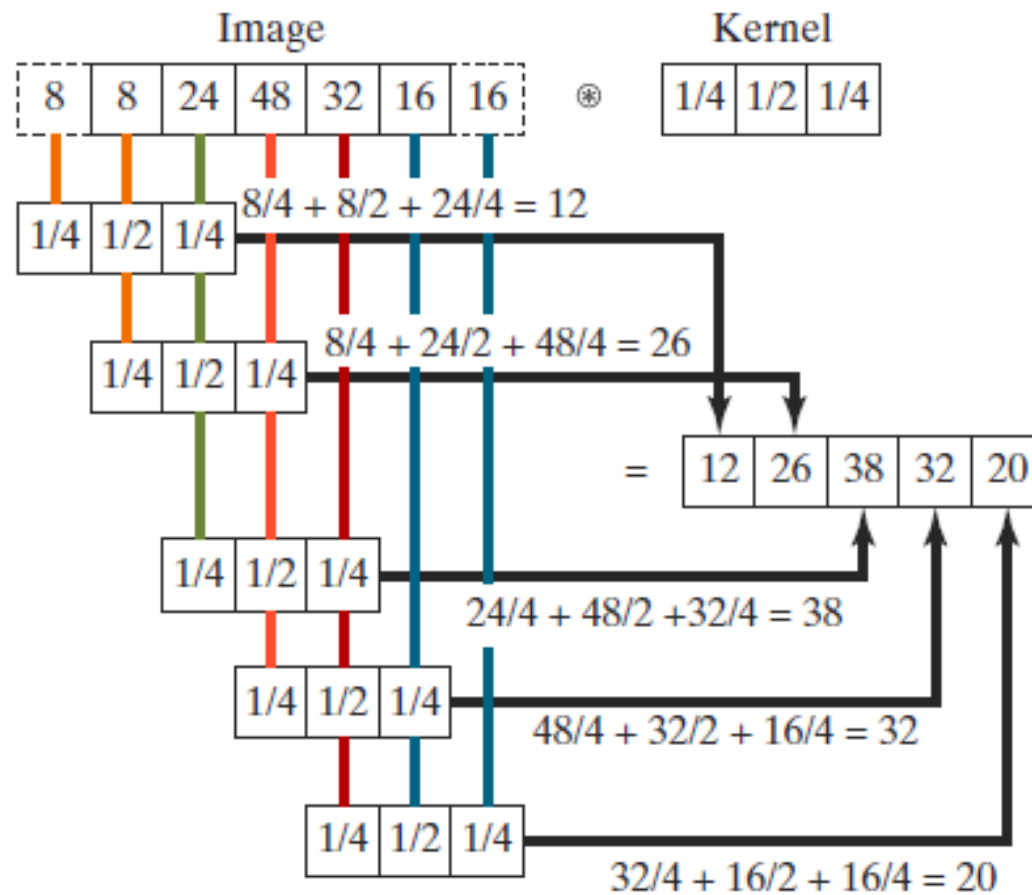 Image Kernel
8 8 24 48 32 16 16 ⊛ 1/4 1/2 1/4
8/4 + 8/2 + 24/4 = 12
1/4 1/2 1/4
8/4 + 24/2 + 48/4 = 26
1/4 1/2 1/4
= 12 26 38 32 20
1/4 1/2 1/4
24/4 + 48/2 +32/4 = 38
1/4 1/2 1/4
48/4 + 32/2 + 16/4 = 32
1/4 1/2 1/4
32/4 + 16/2 + 16/4 = 20